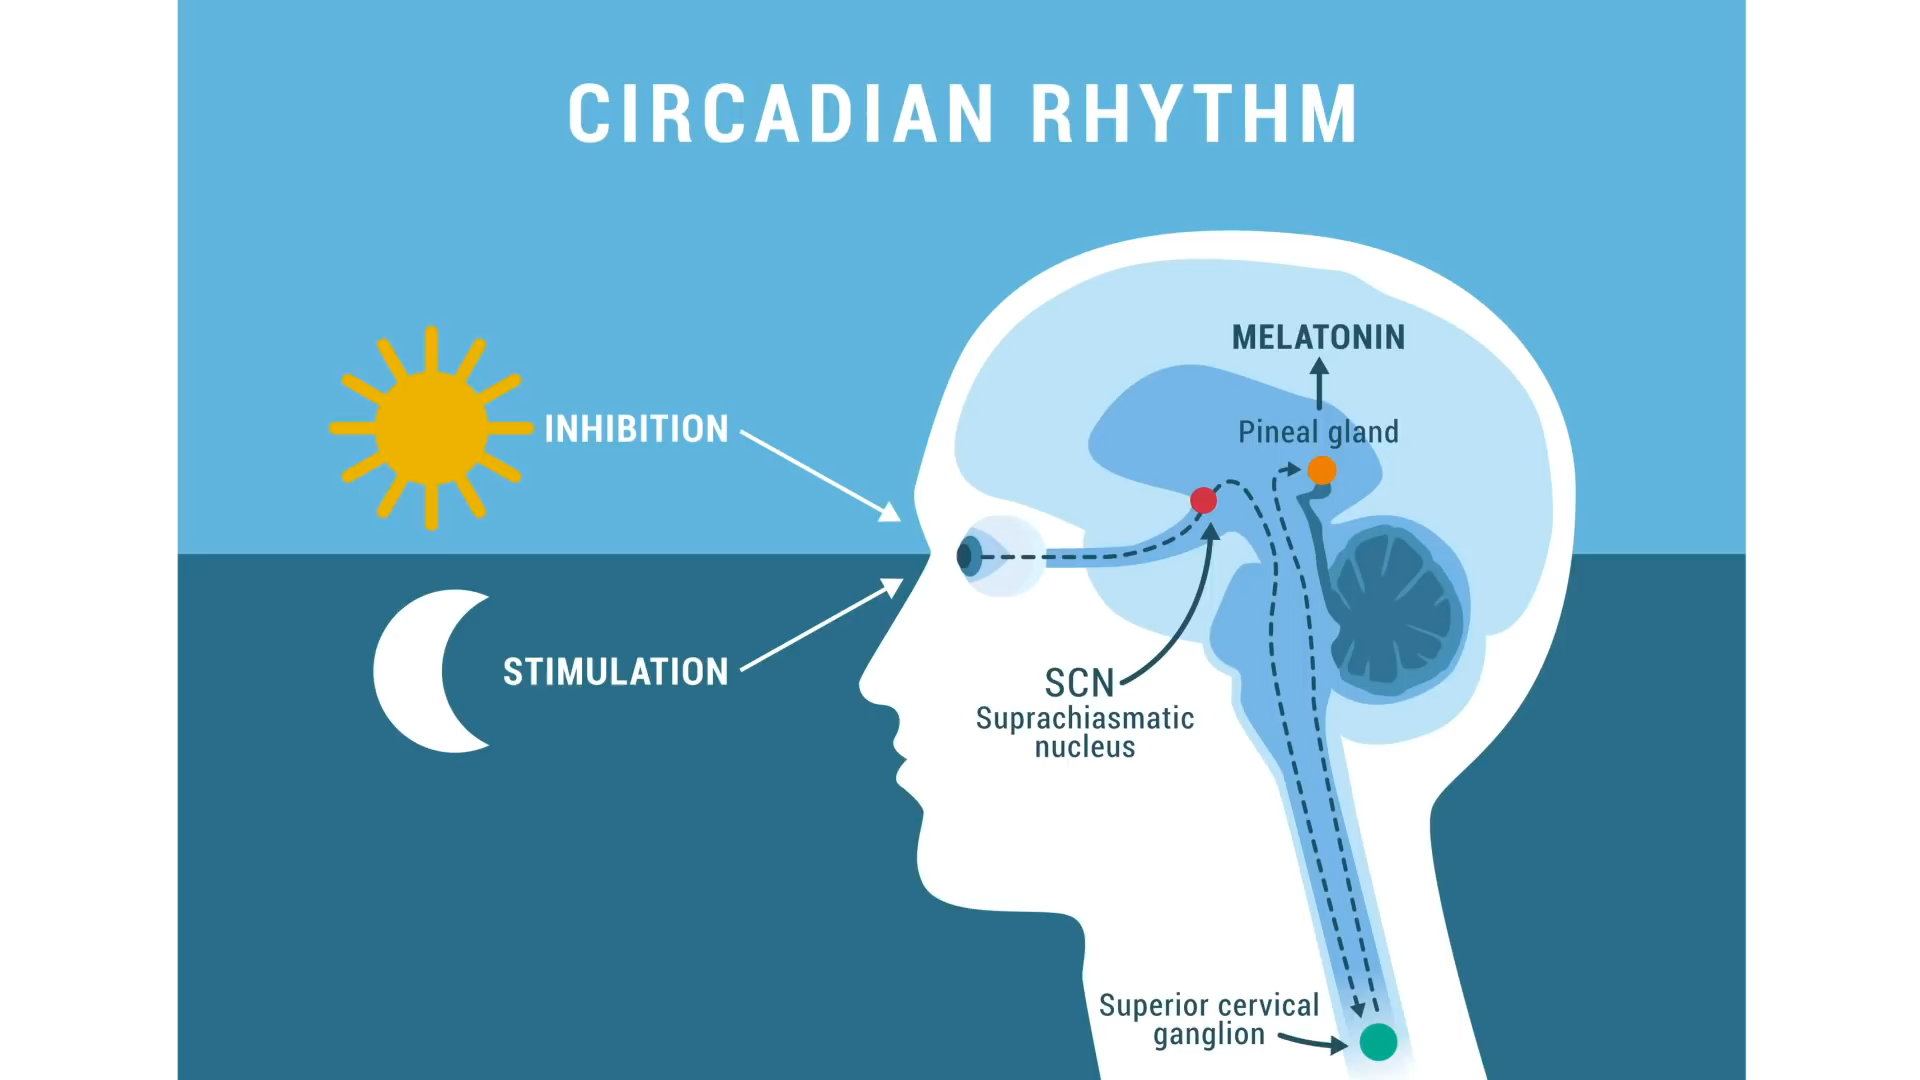 CIRCADIAN RHYTHM
INHIBITION
STIMULATION
MELATONIN
Pineal gland
SCN
Suprachiasmatic
nucleus
Superior cervical
ganglion